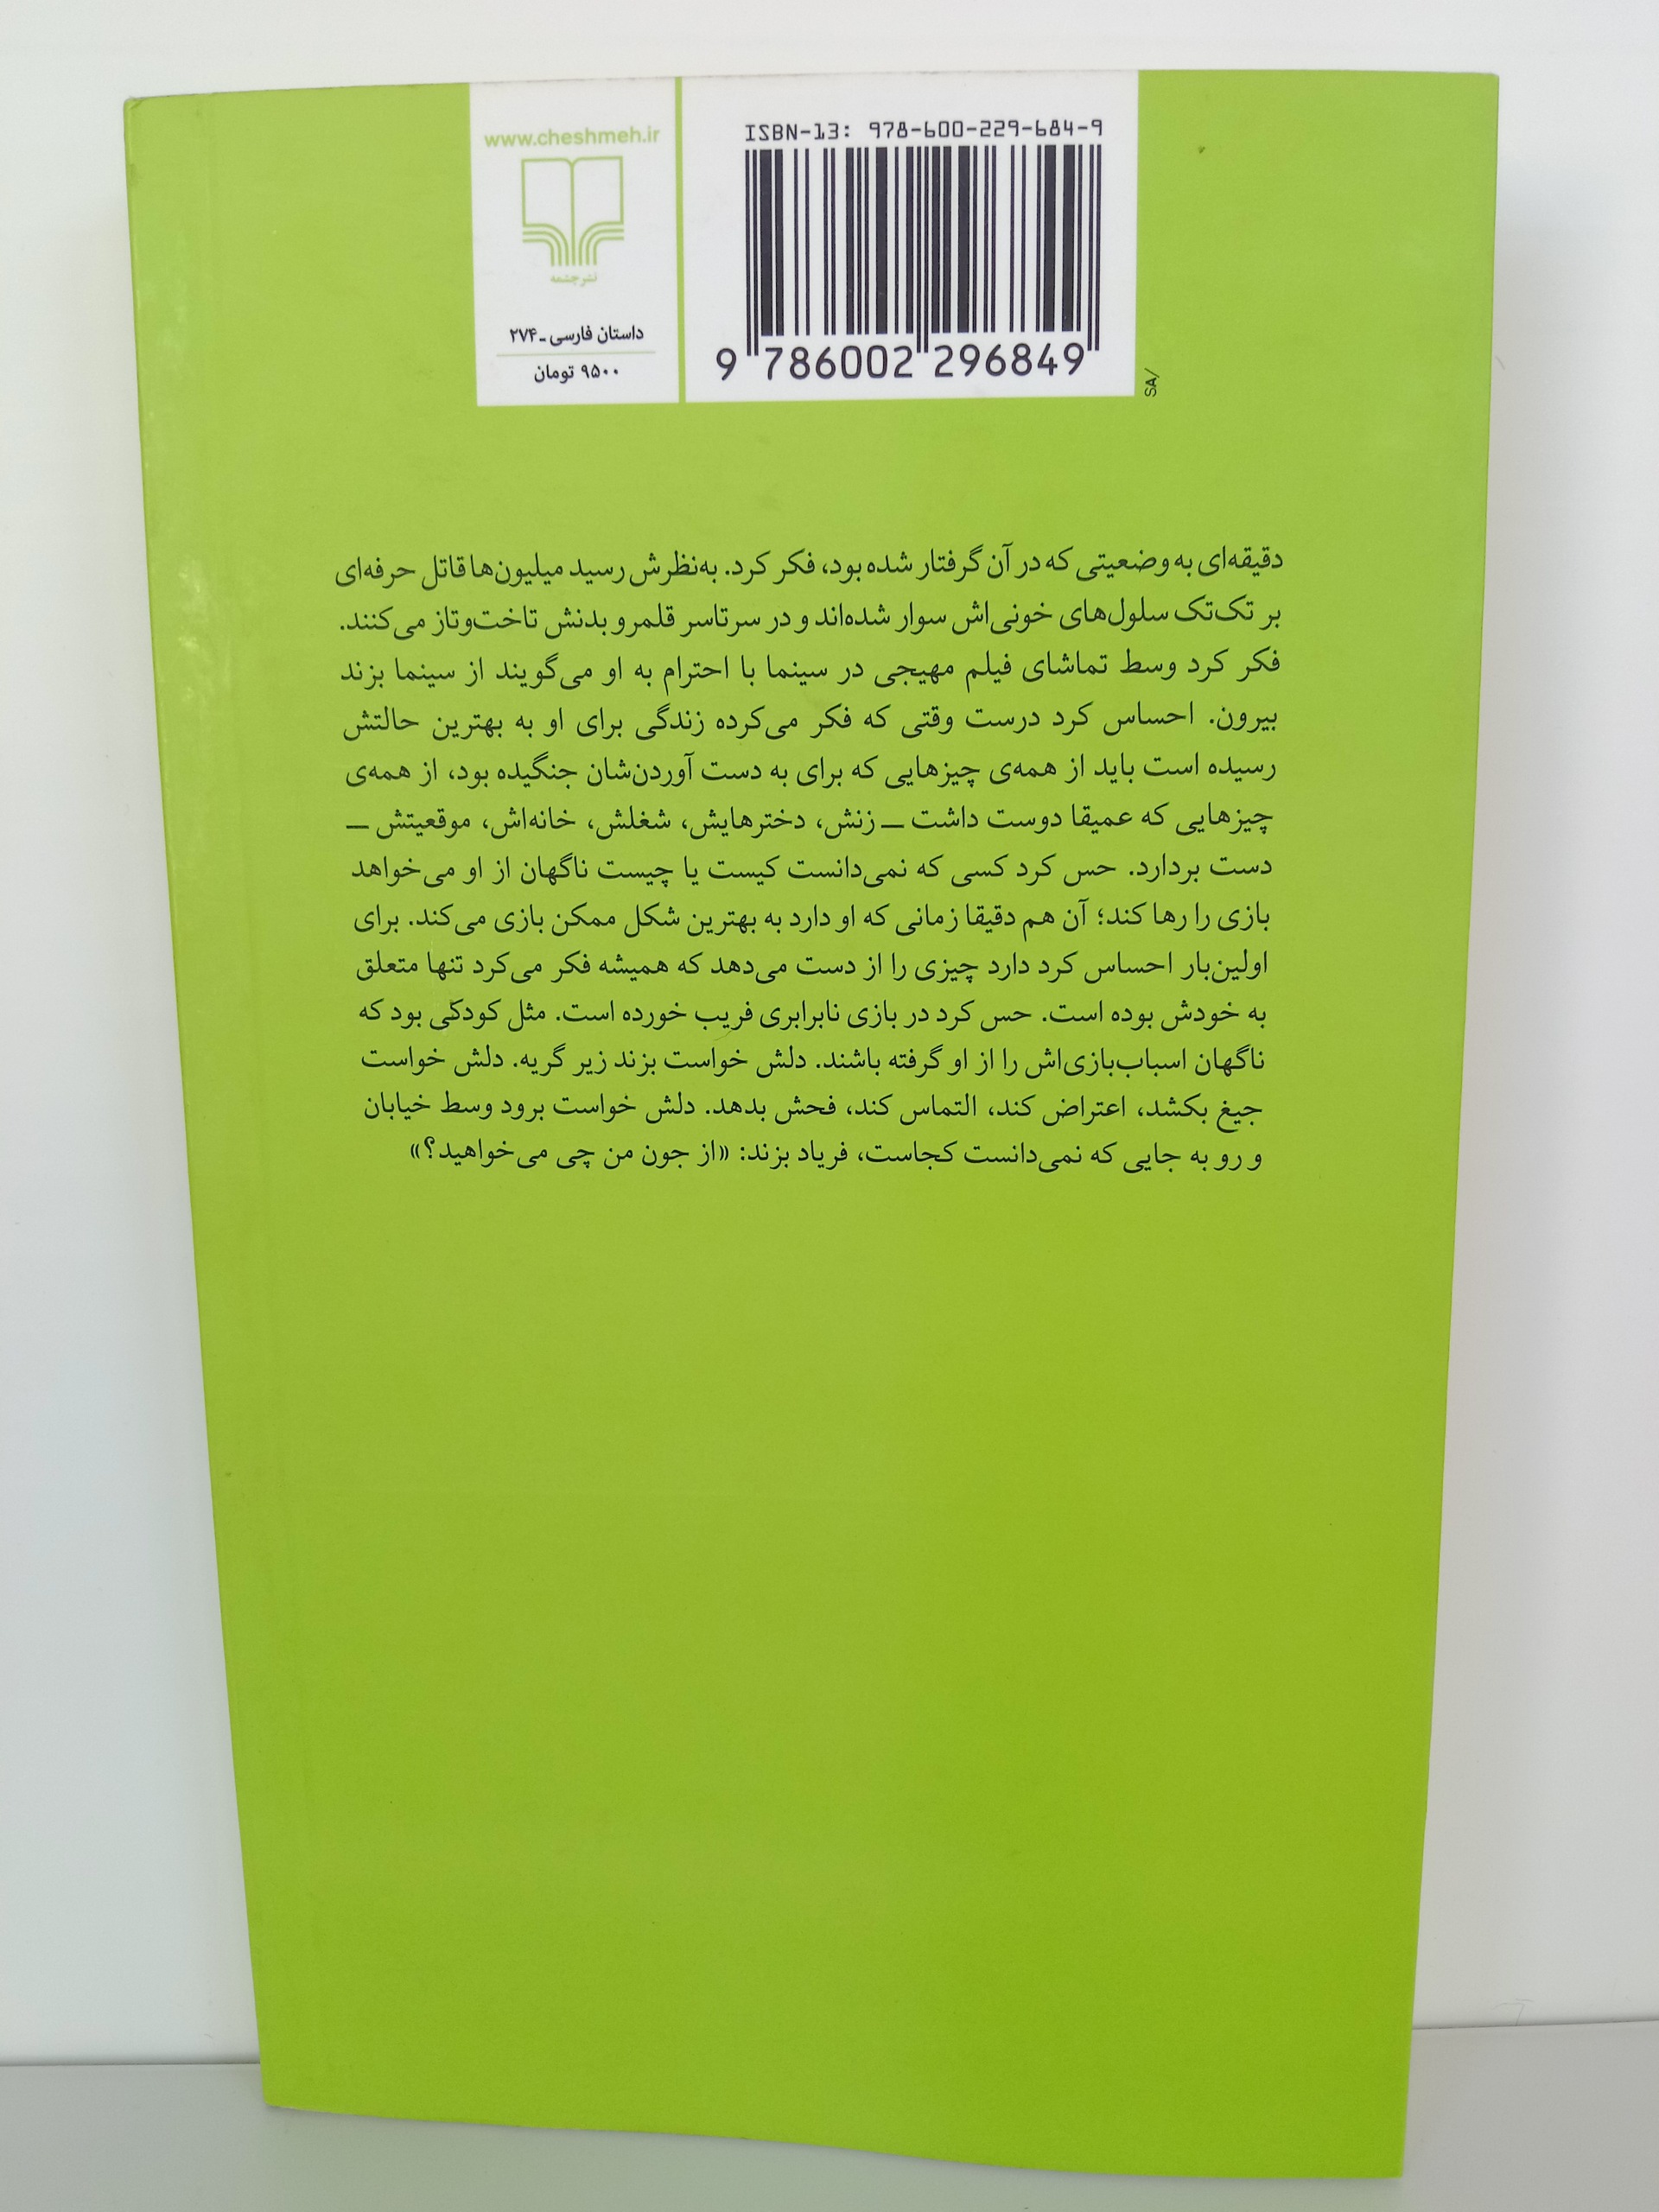 www.cheshmeh.ir
نشرچشمه
داستان فارسی ـ ۲۷۴
۹۵۰۰ تومان
ISBN-13: 978-600-229-684-9
9 786002 296849
SA/
دقیقه‌ای به وضعیتی که در آن گرفتار شده بود، فکر کرد. به‌نظرش رسید میلیون‌ها قاتل حرفه‌ای
بر تک‌تک سلول‌های خونی‌اش سوار شده‌اند و در سرتاسر قلمرو بدنش تاخت‌وتاز می‌کنند.
فکر کرد وسط تماشای فیلم مهیجی در سینما با احترام به او می‌گویند از سینما بزند
بیرون. احساس کرد درست وقتی که فکر می‌کرده زندگی برای او به بهترین حالتش
رسیده است باید از همه‌ی چیزهایی که برای به دست آوردن‌شان جنگیده بود، از همه‌ی
چیزهایی که عمیقا دوست داشت ــ زنش، دخترهایش، شغلش، خانه‌اش، موقعیتش ــ
دست بردارد. حس کرد کسی که نمی‌دانست کیست یا چیست ناگهان از او می‌خواهد
بازی را رها کند؛ آن هم دقیقا زمانی که او دارد به بهترین شکل ممکن بازی می‌کند. برای
اولین‌بار احساس کرد دارد چیزی را از دست می‌دهد که همیشه فکر می‌کرد تنها متعلق
به خودش بوده است. حس کرد در بازی نابرابری فریب خورده است. مثل کودکی بود که
ناگهان اسباب‌بازی‌اش را از او گرفته باشند. دلش خواست بزند زیر گریه. دلش خواست
جیغ بکشد، اعتراض کند، التماس کند، فحش بدهد. دلش خواست برود وسط خیابان
و رو به جایی که نمی‌دانست کجاست، فریاد بزند: «از جون من چی می‌خواهید؟»